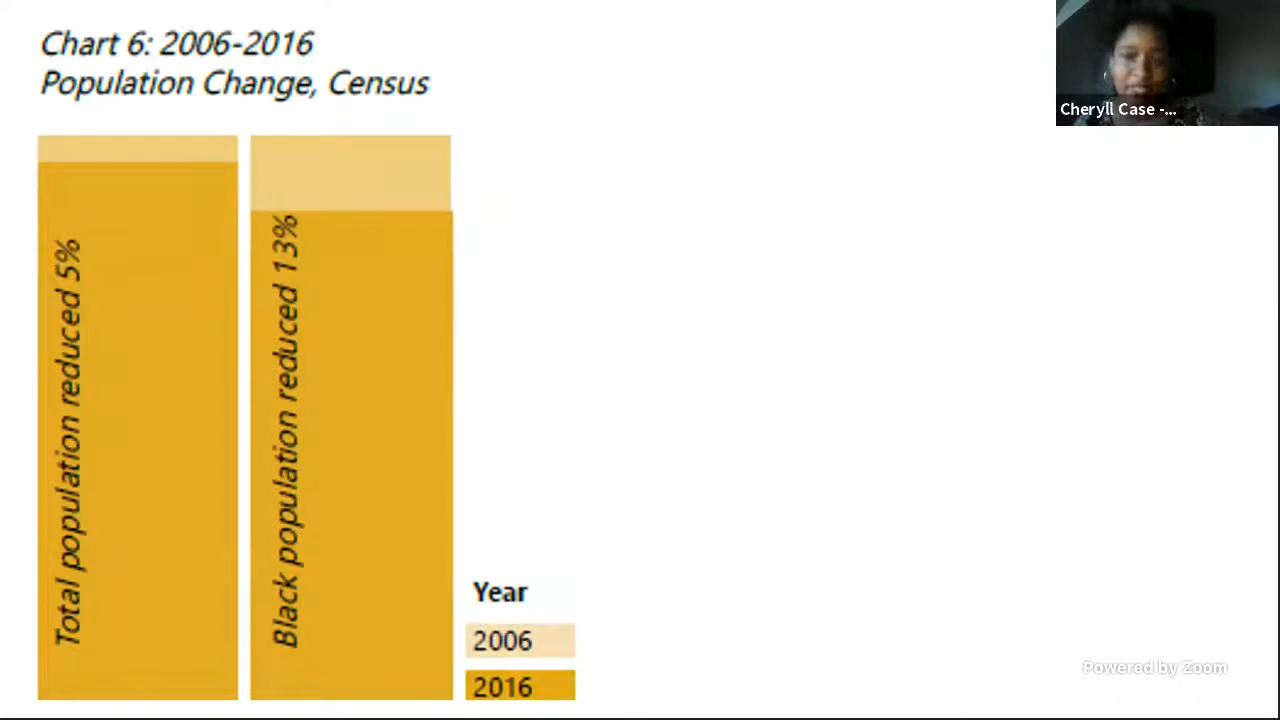 Chart 6: 2006-2016
Population Change, Census
Total population reduced 5%
Black population reduced 13%
Year
2006
2016
Cheryll Case -...
Powered by Zoom